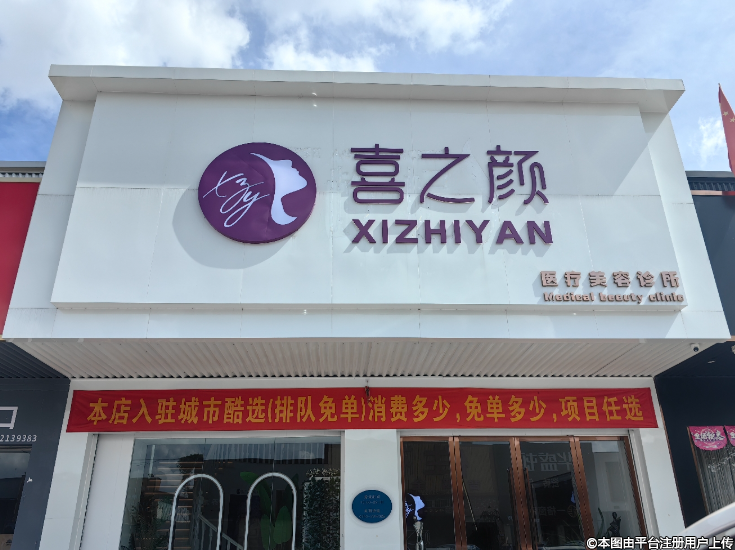 xzy
喜之颜
XIZHIYAN
医疗美容诊所
Medical beauty clinic
本店入驻城市酷选(排队免单)消费多少,免单多少,项目任选
口
2139383
©本图由平台注册用户上传